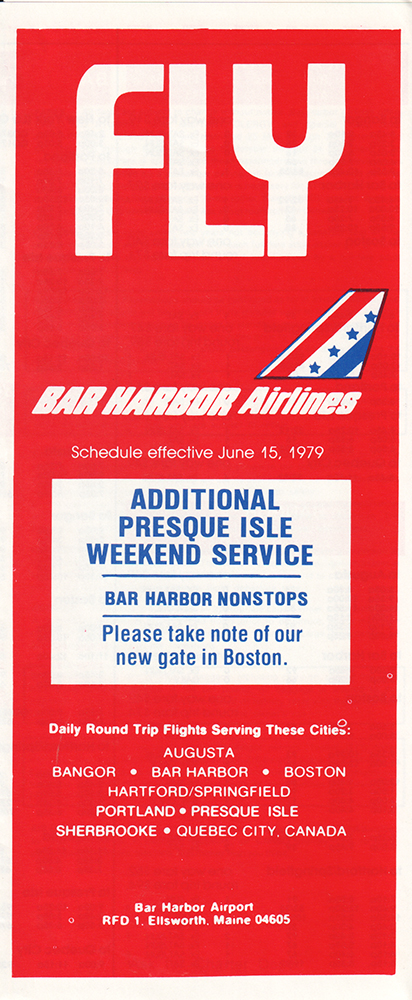 FLY
BAR HARBOR Airlines
Schedule effective June 15, 1979
ADDITIONAL
PRESQUE ISLE
WEEKEND SERVICE
BAR HARBOR NONSTOPS
Please take note of our
new gate in Boston.
Daily Round Trip Flights Serving These Cities:
AUGUSTA
BANGOR • BAR HARBOR • BOSTON
HARTFORD/SPRINGFIELD
PORTLAND • PRESQUE ISLE
SHERBROOKE • QUEBEC CITY, CANADA
Bar Harbor Airport
RFD 1, Ellsworth, Maine 04605